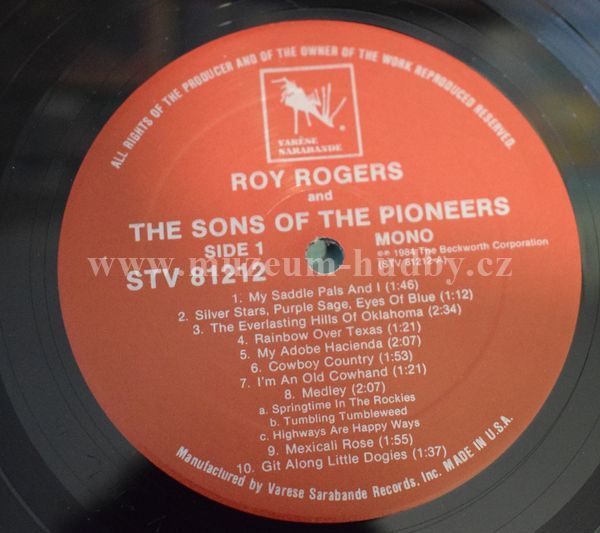 ALL RIGHTS OF THE PRODUCER AND OF THE OWNER OF THE WORK REPRODUCED RESERVED.
VARÈSE
SARABANDE
ROY ROGERS
and
THE SONS OF THE PIONEERS
SIDE 1
STV 81212
MONO
℗ © 1984 The Beckworth Corporation
(STV 81212-A)
www.muzeum-hudby.cz
1. My Saddle Pals And I (1:46)
2. Silver Stars, Purple Sage, Eyes Of Blue (1:12)
3. The Everlasting Hills Of Oklahoma (2:34)
4. Rainbow Over Texas (1:21)
5. My Adobe Hacienda (2:07)
6. Cowboy Country (1:53)
7. I'm An Old Cowhand (1:21)
8. Medley (2:07)
a. Springtime In The Rockies
b. Tumbling Tumbleweed
c. Highways Are Happy Ways
9. Mexicali Rose (1:55)
10. Git Along Little Dogies (1:37)
Manufactured by Varese Sarabande Records, Inc. MADE IN U.S.A.